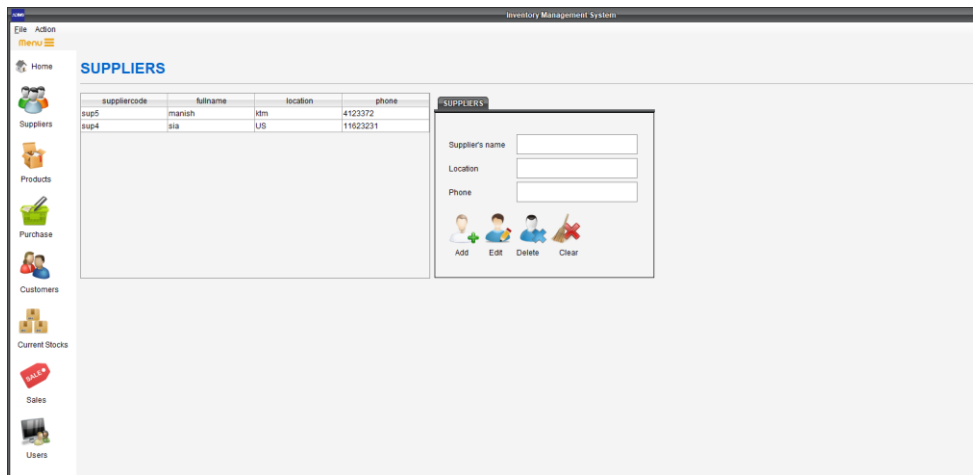 Inventory Management System
File Action
Menu
Home
SUPPLIERS
Suppliers
Products
Purchase
Customers
Current Stocks
SALE
Sales
Users
suppliercode fullname location phone
sup5 manish ktm 4123372
sup4 sia US 11623231
SUPPLIERS
Supplier's name
Location
Phone
Add Edit Delete Clear